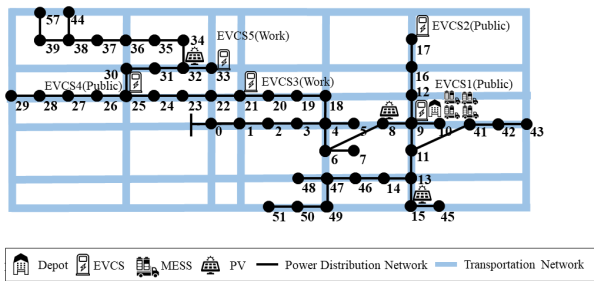 57 44
EVCS5(Work)
EVCS2(Public)
39 38 37 36 35 34
17
EVCS4(Public) 30 31 32 33
EVCS3(Work)
16
EVCS1(Public)
12
29 28 27 26 25 24 23 22 21 20 19 18
0 1 2 3 4 5 8 9 10 41 42 43
6 7 11
48 47 46 14 13
51 50 49 15 45
Depot EVCS MESS PV Power Distribution Network Transportation Network